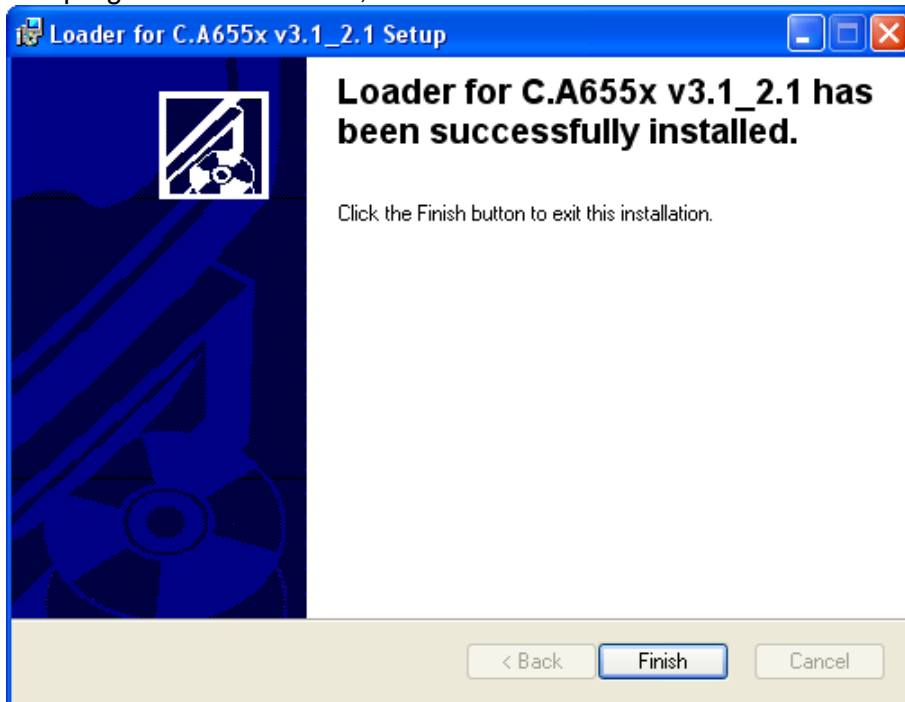 Loader for C.A655x v3.1_2.1 Setup
Loader for C.A655x v3.1_2.1 has
been successfully installed.
Click the Finish button to exit this installation.
< Back
Finish
Cancel